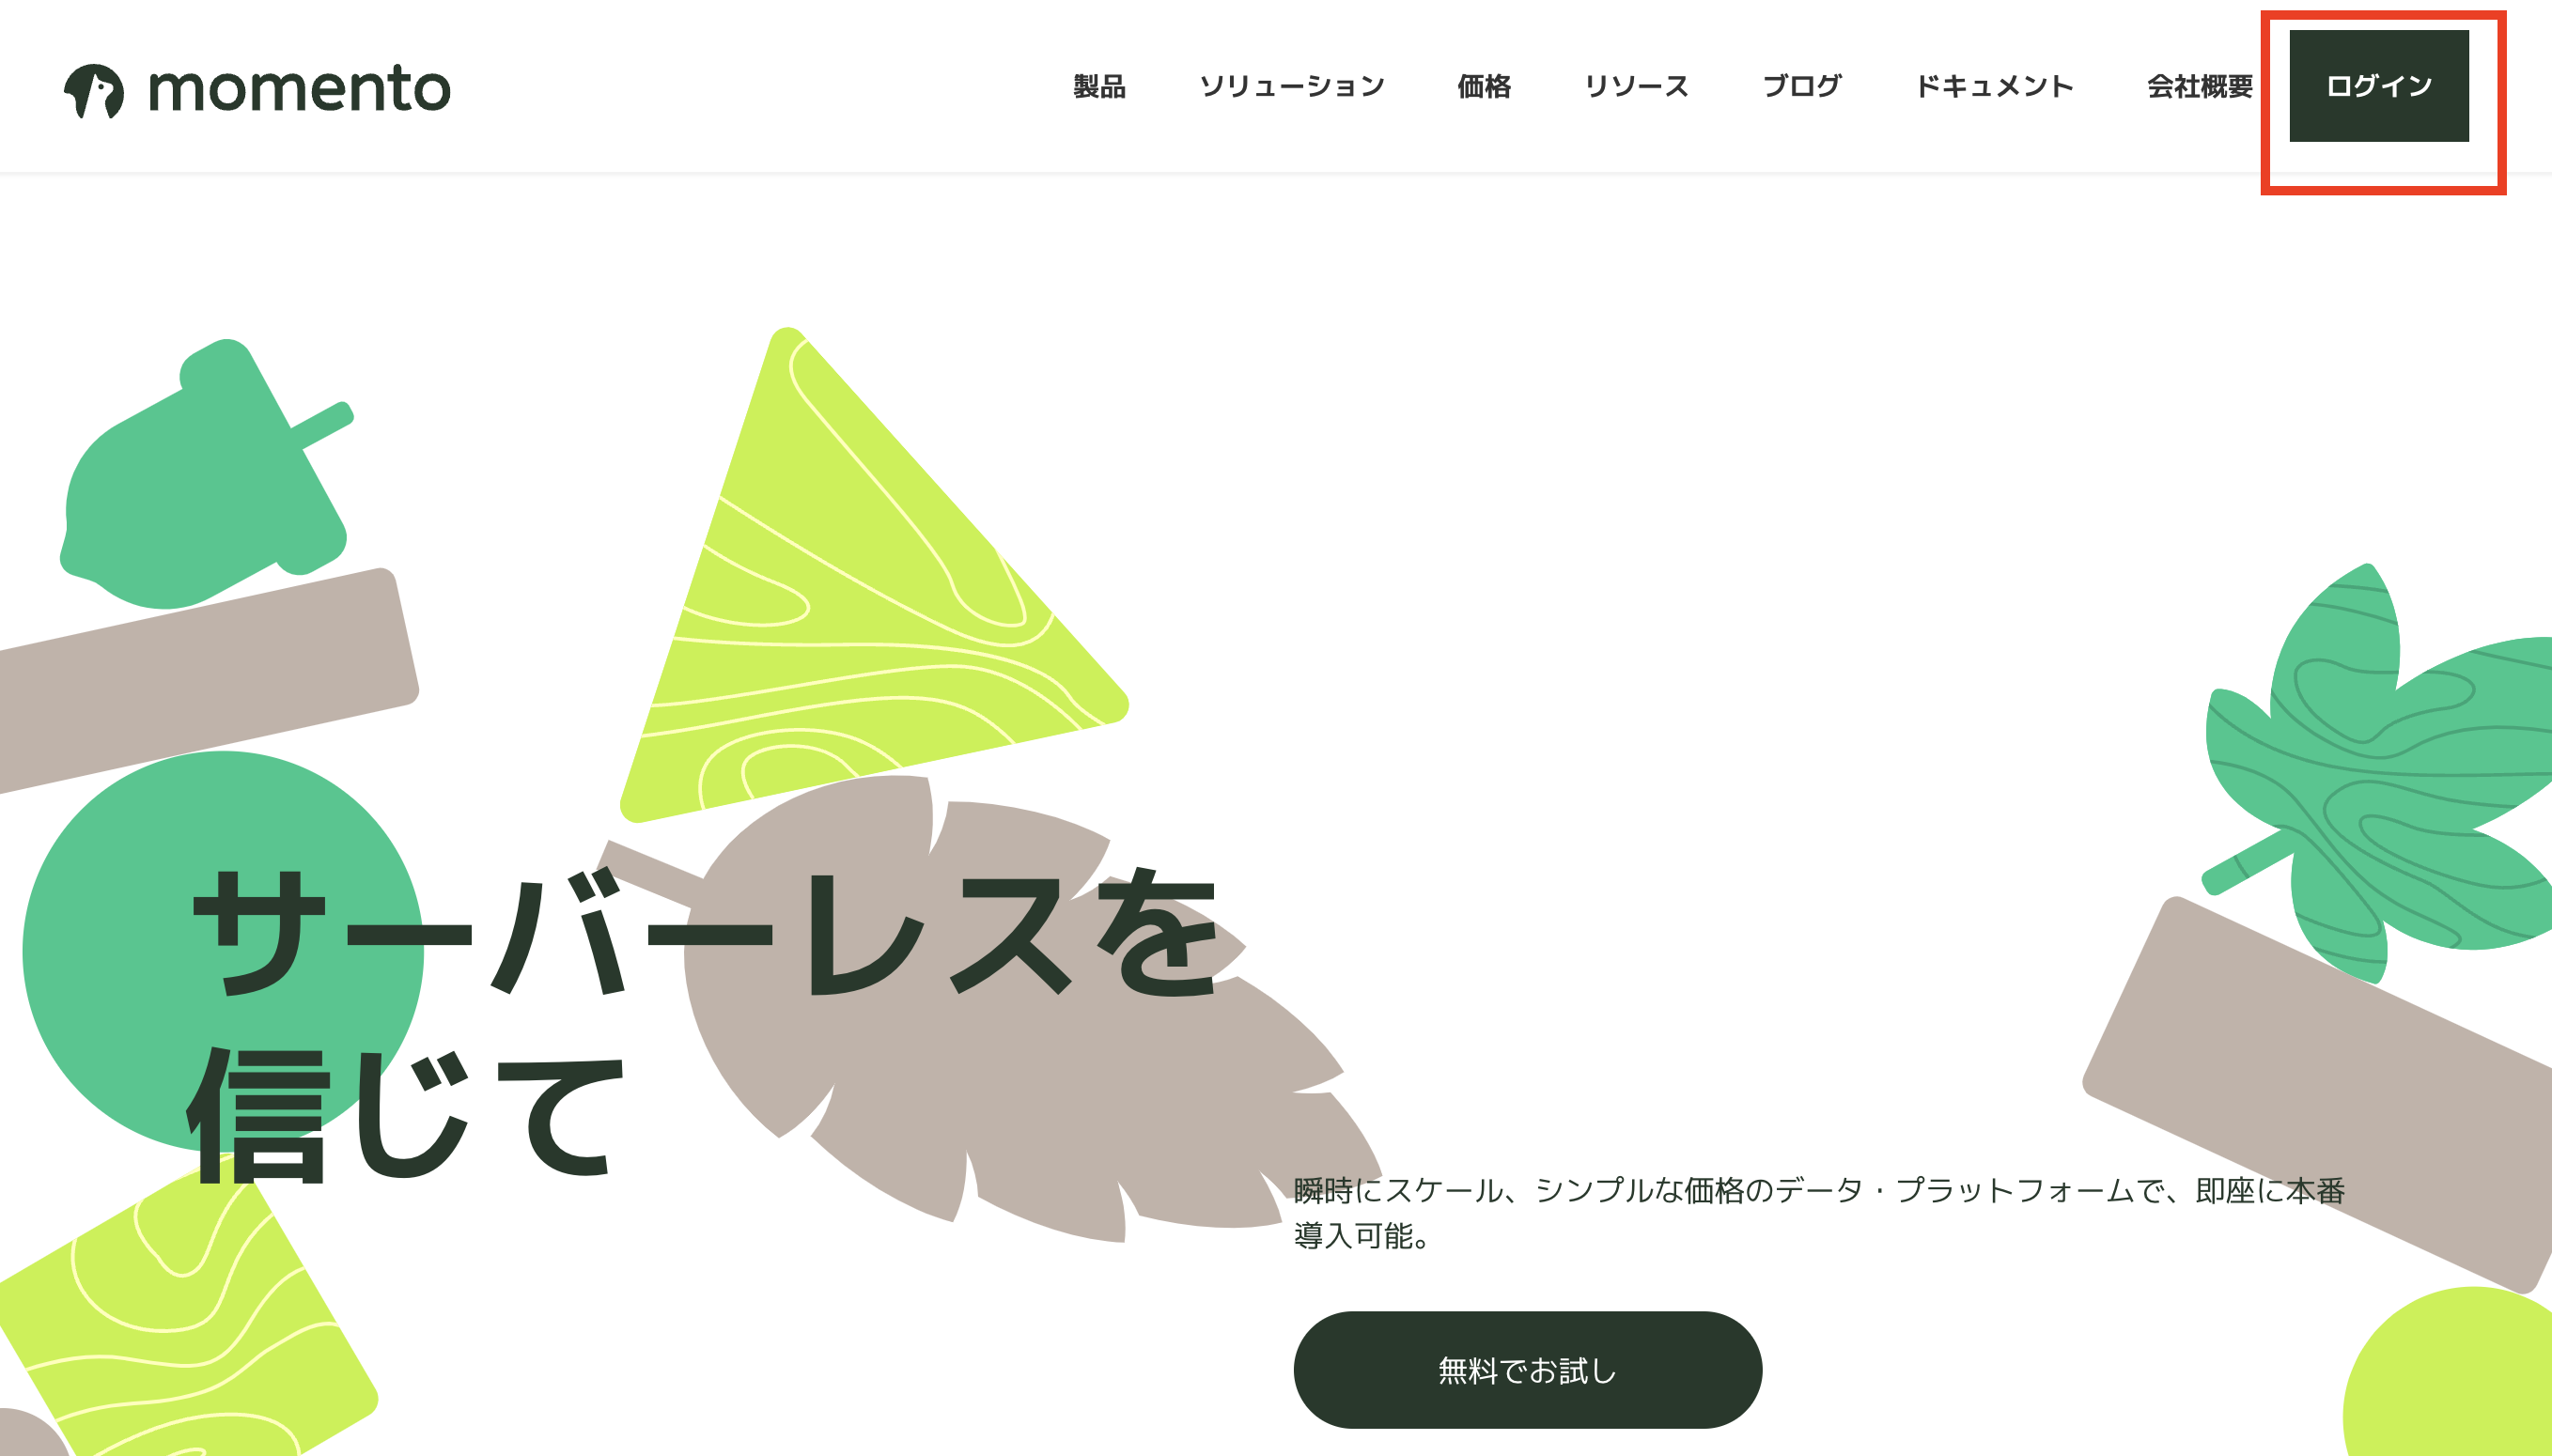 momento
製品
ソリューション
価格
リソース
ブログ
ドキュメント
会社概要
ログイン
サーバーレスを
信じて
瞬時にスケール、シンプルな価格のデータ・プラットフォームで、即座に本番
導入可能。
無料でお試し